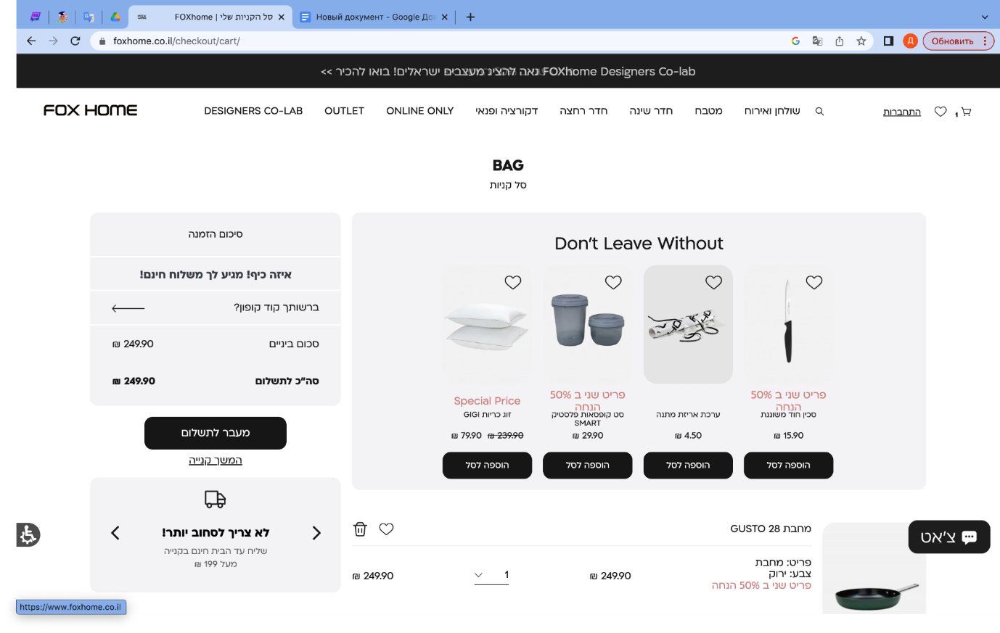 FOXhome | סל הקניות שלי
Новый документ - Google До
foxhome.co.il/checkout/cart/
Обновить
Д
FOXhome Designers Co-lab גאה להציג מעצבים ישראלים! בואו להכיר >>
FOX HOME
DESIGNERS CO-LAB
OUTLET
ONLINE ONLY
דקורציה ופנאי
חדר רחצה
חדר שינה
מטבח
שולחן ואירוח
התחברות
1
BAG
סל קניות
סיכום הזמנה
איזה כיף! מגיע לך משלוח חינם!
ברשותך קוד קופון?
סכום ביניים
249.90 ₪
סה"כ לתשלום
249.90 ₪
מעבר לתשלום
המשך קנייה
לא צריך לסחוב יותר!
שליח עד הבית חינם בקנייה
מעל 199 ₪
Don't Leave Without
Special Price
זוג כריות GIGI
239.90 ₪ 79.90 ₪
הוספה לסל
פריט שני ב 50%
הנחה
סט קופסאות פלסטיק
SMART
29.90 ₪
הוספה לסל
ערכת אריזת מתנה
4.50 ₪
הוספה לסל
פריט שני ב 50%
הנחה
סכין חוד משוננת
15.90 ₪
הוספה לסל
מחבת GUSTO 28
פריט: מחבת
צבע: ירוק
פריט שני ב 50% הנחה
249.90 ₪
1
249.90 ₪
צ'אט
https://www.foxhome.co.il